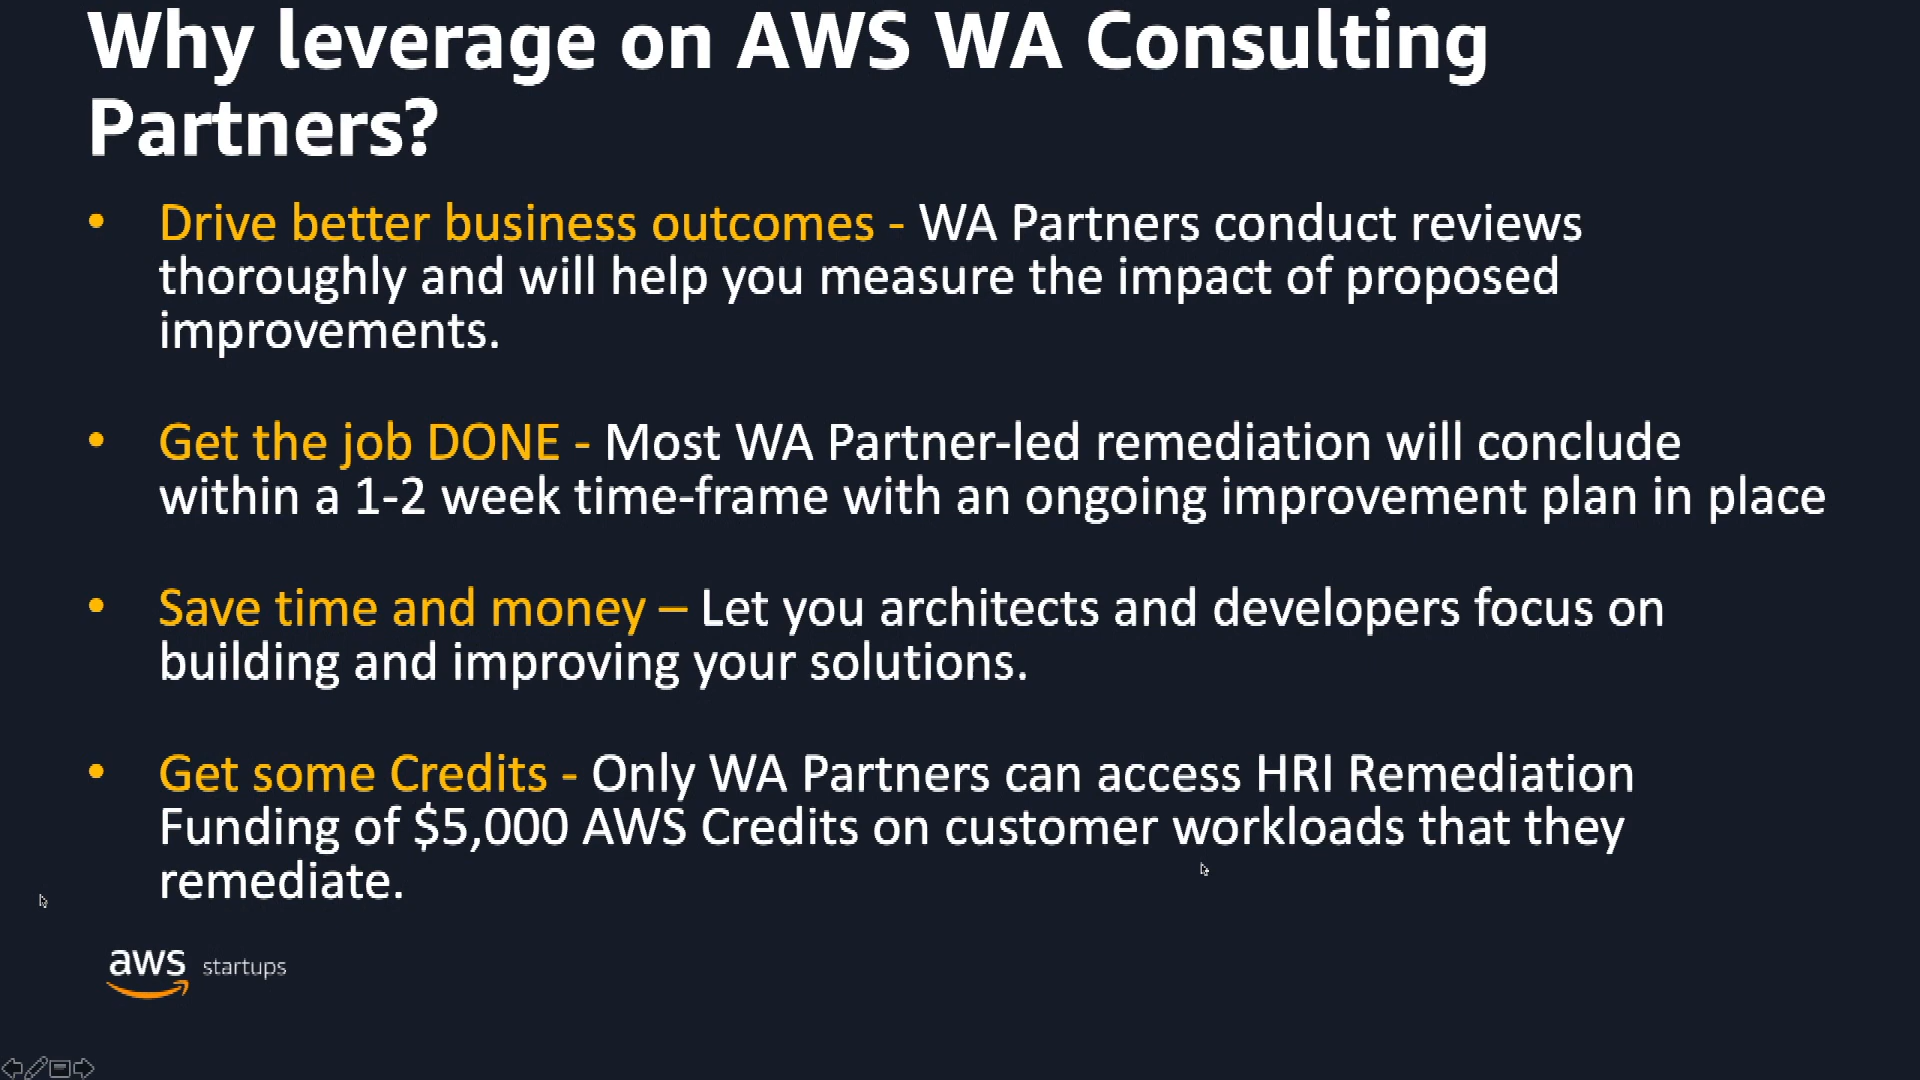 Why leverage on AWS WA Consulting
Partners?
• Drive better business outcomes - WA Partners conduct reviews
thoroughly and will help you measure the impact of proposed
improvements.
• Get the job DONE - Most WA Partner-led remediation will conclude
within a 1-2 week time-frame with an ongoing improvement plan in place
• Save time and money – Let you architects and developers focus on
building and improving your solutions.
• Get some Credits - Only WA Partners can access HRI Remediation
Funding of $5,000 AWS Credits on customer workloads that they
remediate.
aws startups